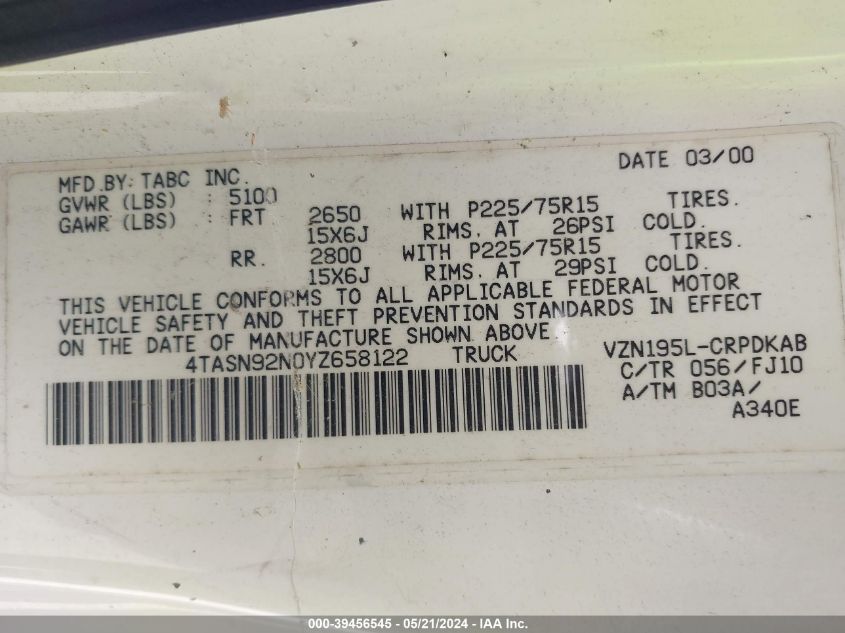 DATE 03/00
MFD.BY: TABC INC.
GVWR (LBS) : 5100
GAWR (LBS) : FRT 2650 WITH P225/75R15 TIRES.
15X6J RIMS. AT 26PSI COLD.
RR. 2800 WITH P225/75R15 TIRES.
15X6J RIMS. AT 29PSI COLD.
THIS VEHICLE CONFORMS TO ALL APPLICABLE FEDERAL MOTOR
VEHICLE SAFETY AND THEFT PREVENTION STANDARDS IN EFFECT
ON THE DATE OF MANUFACTURE SHOWN ABOVE.
4TASN92N0YZ658122 TRUCK VZN195L-CRPDKAB
C/TR 056/FJ10
A/TM B03A/
A340E
000-39456545 - 05/21/2024 - IAA Inc.